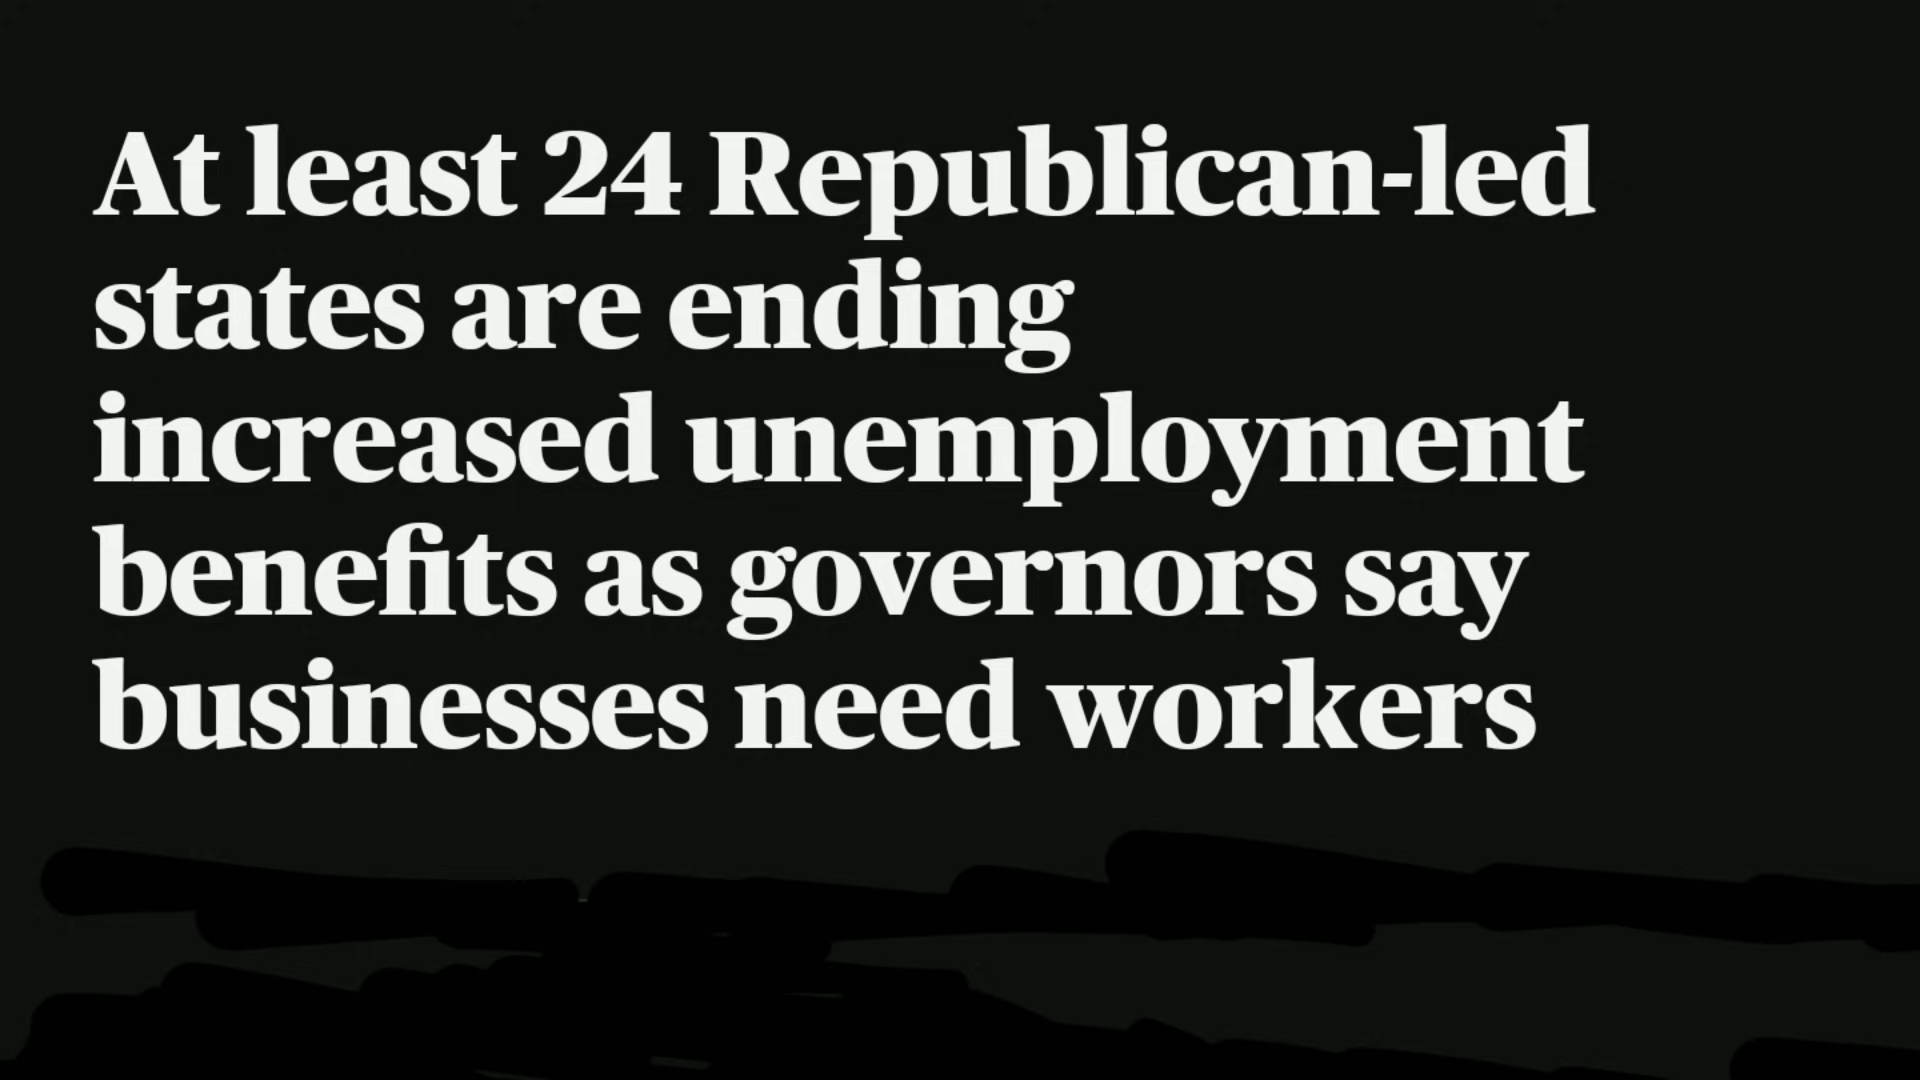 At least 24 Republican-led
states are ending
increased unemployment
benefits as governors say
businesses need workers